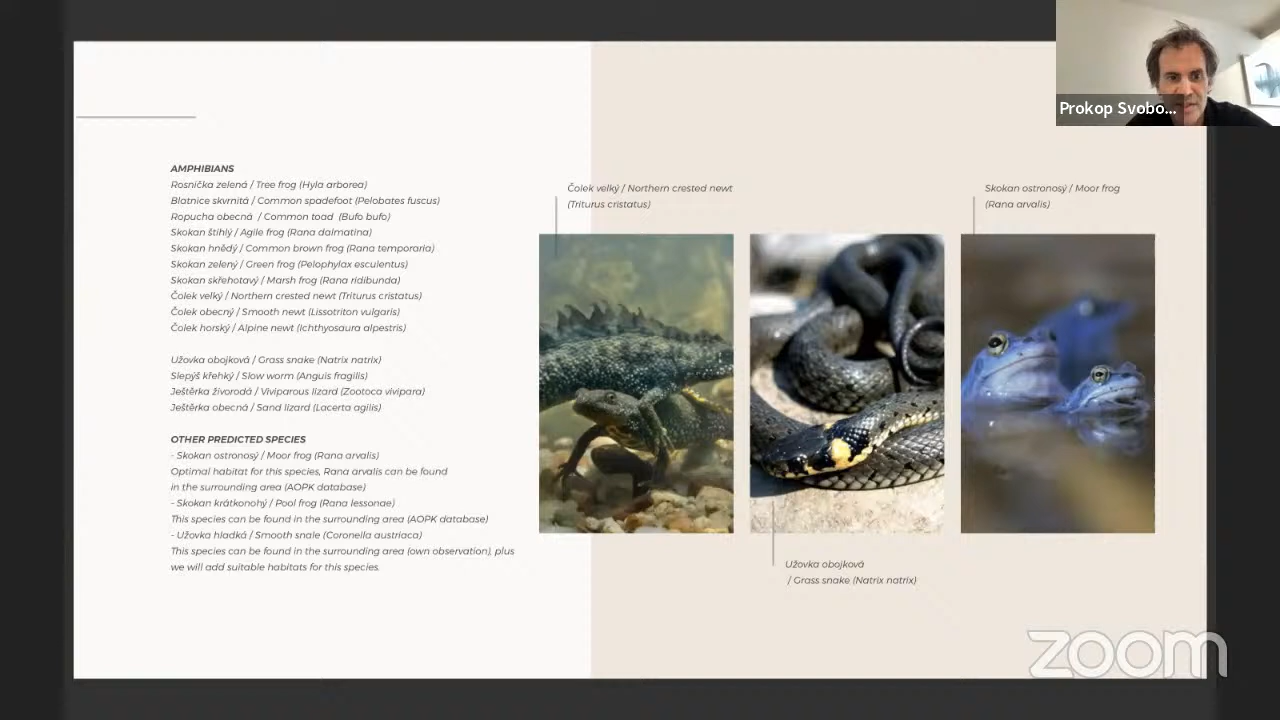 Prokop Svobo...
AMPHIBIANS
Rosnička zelená / Tree frog (Hyla arborea)
Blatnice skvrnitá / Common spadefoot (Pelobates fuscus)
Ropucha obecná / Common toad (Bufo bufo)
Skokan štíhlý / Agile frog (Rana dalmatina)
Skokan hnědý / Common brown frog (Rana temporaria)
Skokan zelený / Green frog (Pelophylax esculentus)
Skokan skřehotavý / Marsh frog (Rana ridibunda)
Čolek velký / Northern crested newt (Triturus cristatus)
Čolek obecný / Smooth newt (Lissotriton vulgaris)
Čolek horský / Alpine newt (Ichthyosaura alpestris)
Užovka obojková / Grass snake (Natrix natrix)
Slepýš křehký / Slow worm (Anguis fragilis)
Ještěrka živorodá / Viviparous lizard (Zootoca vivipara)
Ještěrka obecná / Sand lizard (Lacerta agilis)
OTHER PREDICTED SPECIES
- Skokan ostronosý / Moor frog (Rana arvalis)
Optimal habitat for this species, Rana arvalis can be found
in the surrounding area (AOPK database)
- Skokan krátkonohý / Pool frog (Rana lessonae)
This species can be found in the surrounding area (AOPK database)
- Užovka hladká / Smooth snale (Coronella austriaca)
This species can be found in the surrounding area (own observation), plus
we will add suitable habitats for this species.
Čolek velký / Northern crested newt
(Triturus cristatus)
Skokan ostronosý / Moor frog
(Rana arvalis)
Užovka obojková
/ Grass snake (Natrix natrix)
zoom